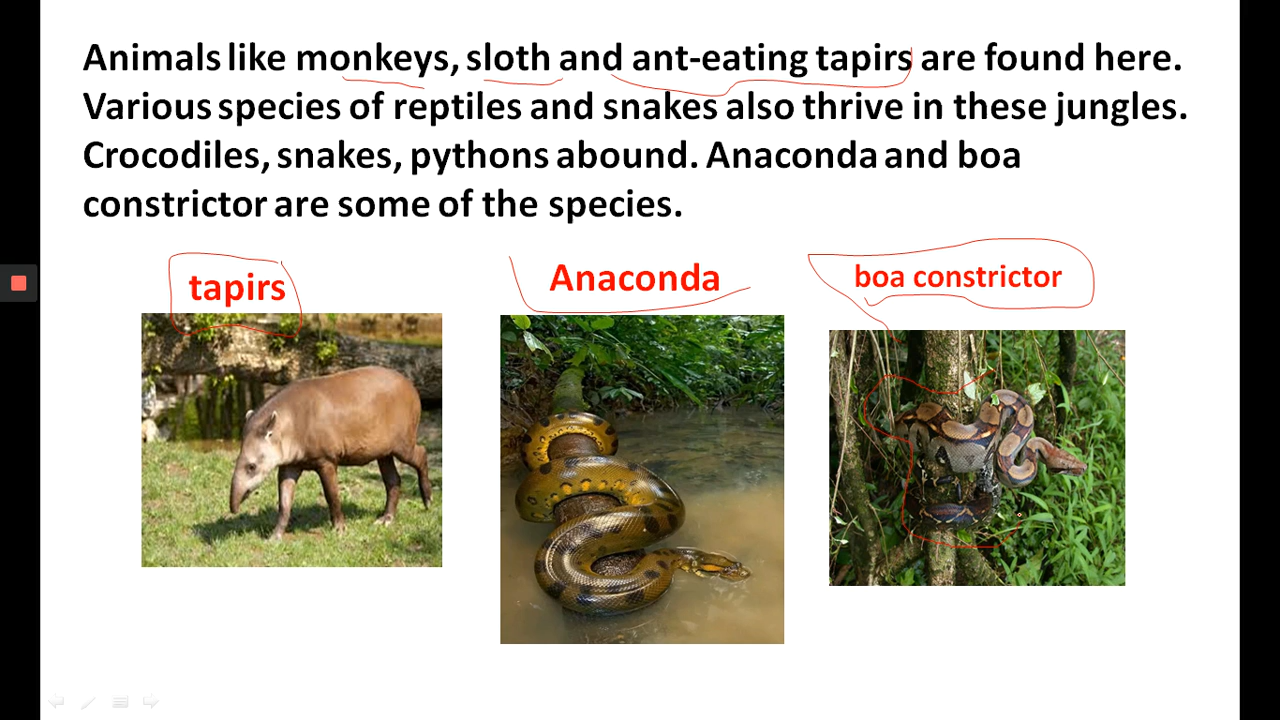 Animals like monkeys, sloth and ant-eating tapirs are found here.
Various species of reptiles and snakes also thrive in these jungles.
Crocodiles, snakes, pythons abound. Anaconda and boa
constrictor are some of the species.
tapirs
Anaconda
boa constrictor